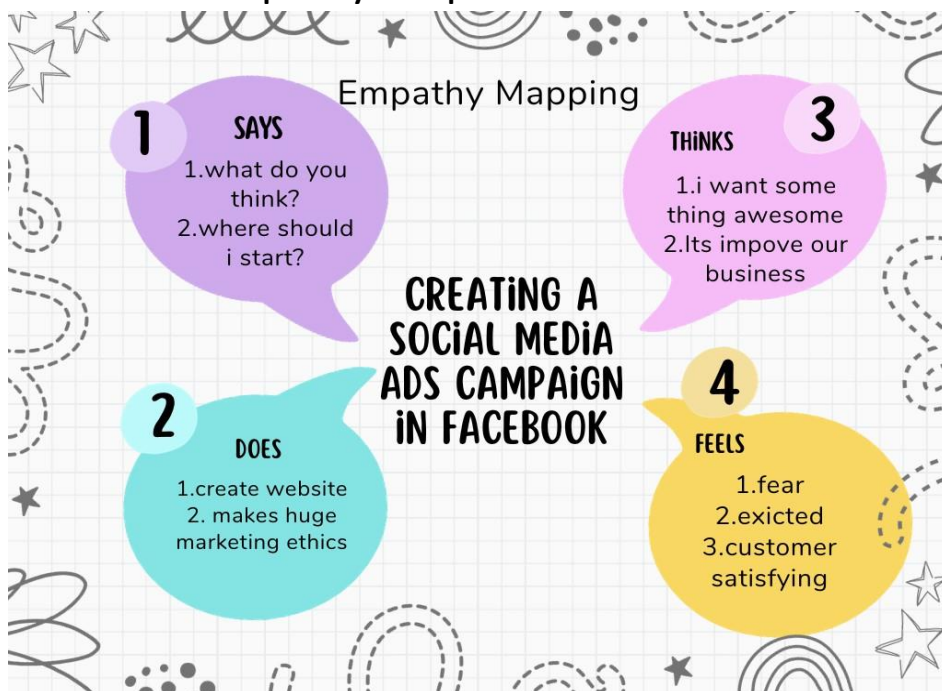 Empathy Mapping
1
SAYS
1.what do you
think?
2.where should
i start?
3
THiNKS
1.i want some
thing awesome
2.Its impove our
business
CREATiNG A
SOCiAL MEDiA
ADS CAMPAiGN
iN FACEBOOK
2
DOES
1.create website
2. makes huge
marketing ethics
4
FEELS
1.fear
2.exicted
3.customer
satisfying